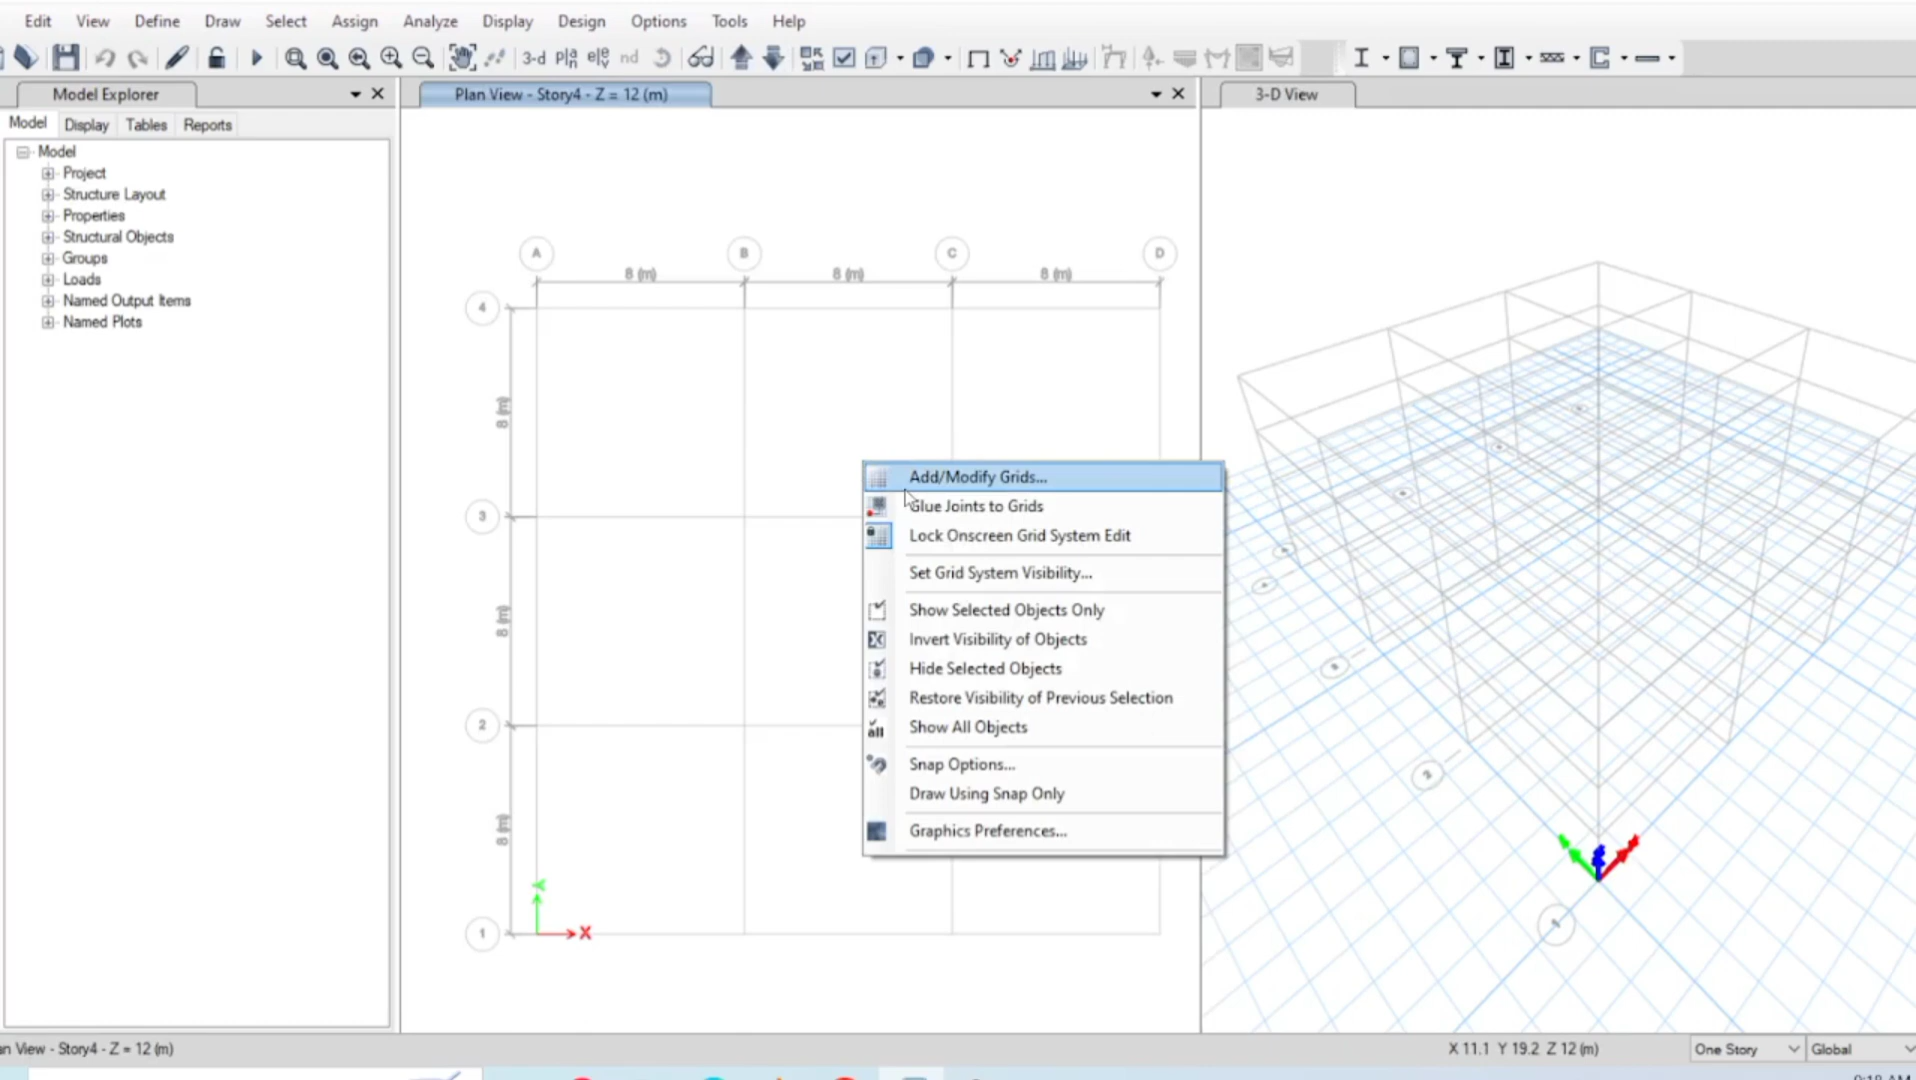 Edit View Define Draw Select Assign Analyze Display Design Options Tools Help
3-d pla ele nd
Model Explorer
Plan View - Story4 - Z = 12 (m)
3-D View
Model Display Tables Reports
Model
Project
Structure Layout
Properties
Structural Objects
Groups
Loads
Named Output Items
Named Plots
A B C D
8 (m) 8 (m) 8 (m)
4
8 (m)
3
8 (m)
2
8 (m)
1
Y
X
Add/Modify Grids...
Glue Joints to Grids
Lock Onscreen Grid System Edit
Set Grid System Visibility...
Show Selected Objects Only
Invert Visibility of Objects
Hide Selected Objects
Restore Visibility of Previous Selection
all Show All Objects
Snap Options...
Draw Using Snap Only
Graphics Preferences...
an View - Story4 - Z = 12 (m)
X 11.1 Y 19.2 Z 12 (m)
One Story
Global